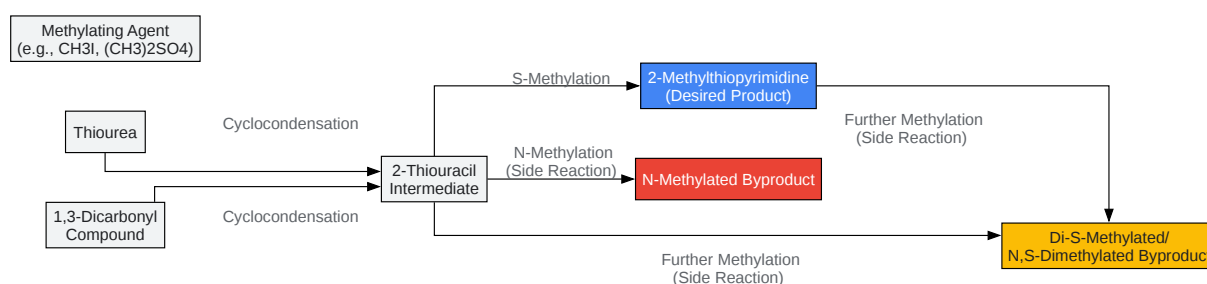 Methylating Agent
(e.g., CH3I, (CH3)2SO4)
Thiourea
Cyclocondensation
1,3-Dicarbonyl
Compound
Cyclocondensation
2-Thiouracil
Intermediate
S-Methylation
2-Methylthiopyrimidine
(Desired Product)
N-Methylation
(Side Reaction)
N-Methylated Byproduct
Further Methylation
(Side Reaction)
Further Methylation
(Side Reaction)
Di-S-Methylated/
N,S-Dimethylated Byproduct